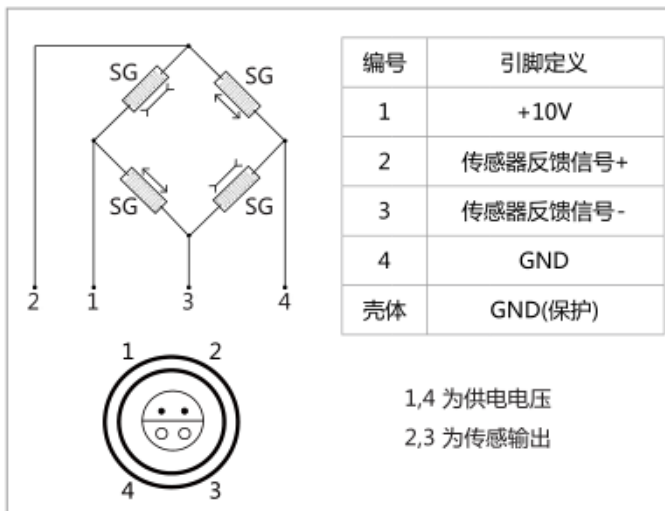 SG
SG
SG
SG
2
1
3
4
编号 引脚定义
1 +10V
2 传感器反馈信号+
3 传感器反馈信号-
4 GND
壳体 GND(保护)
1
2
4
3
1,4 为供电电压
2,3 为传感输出